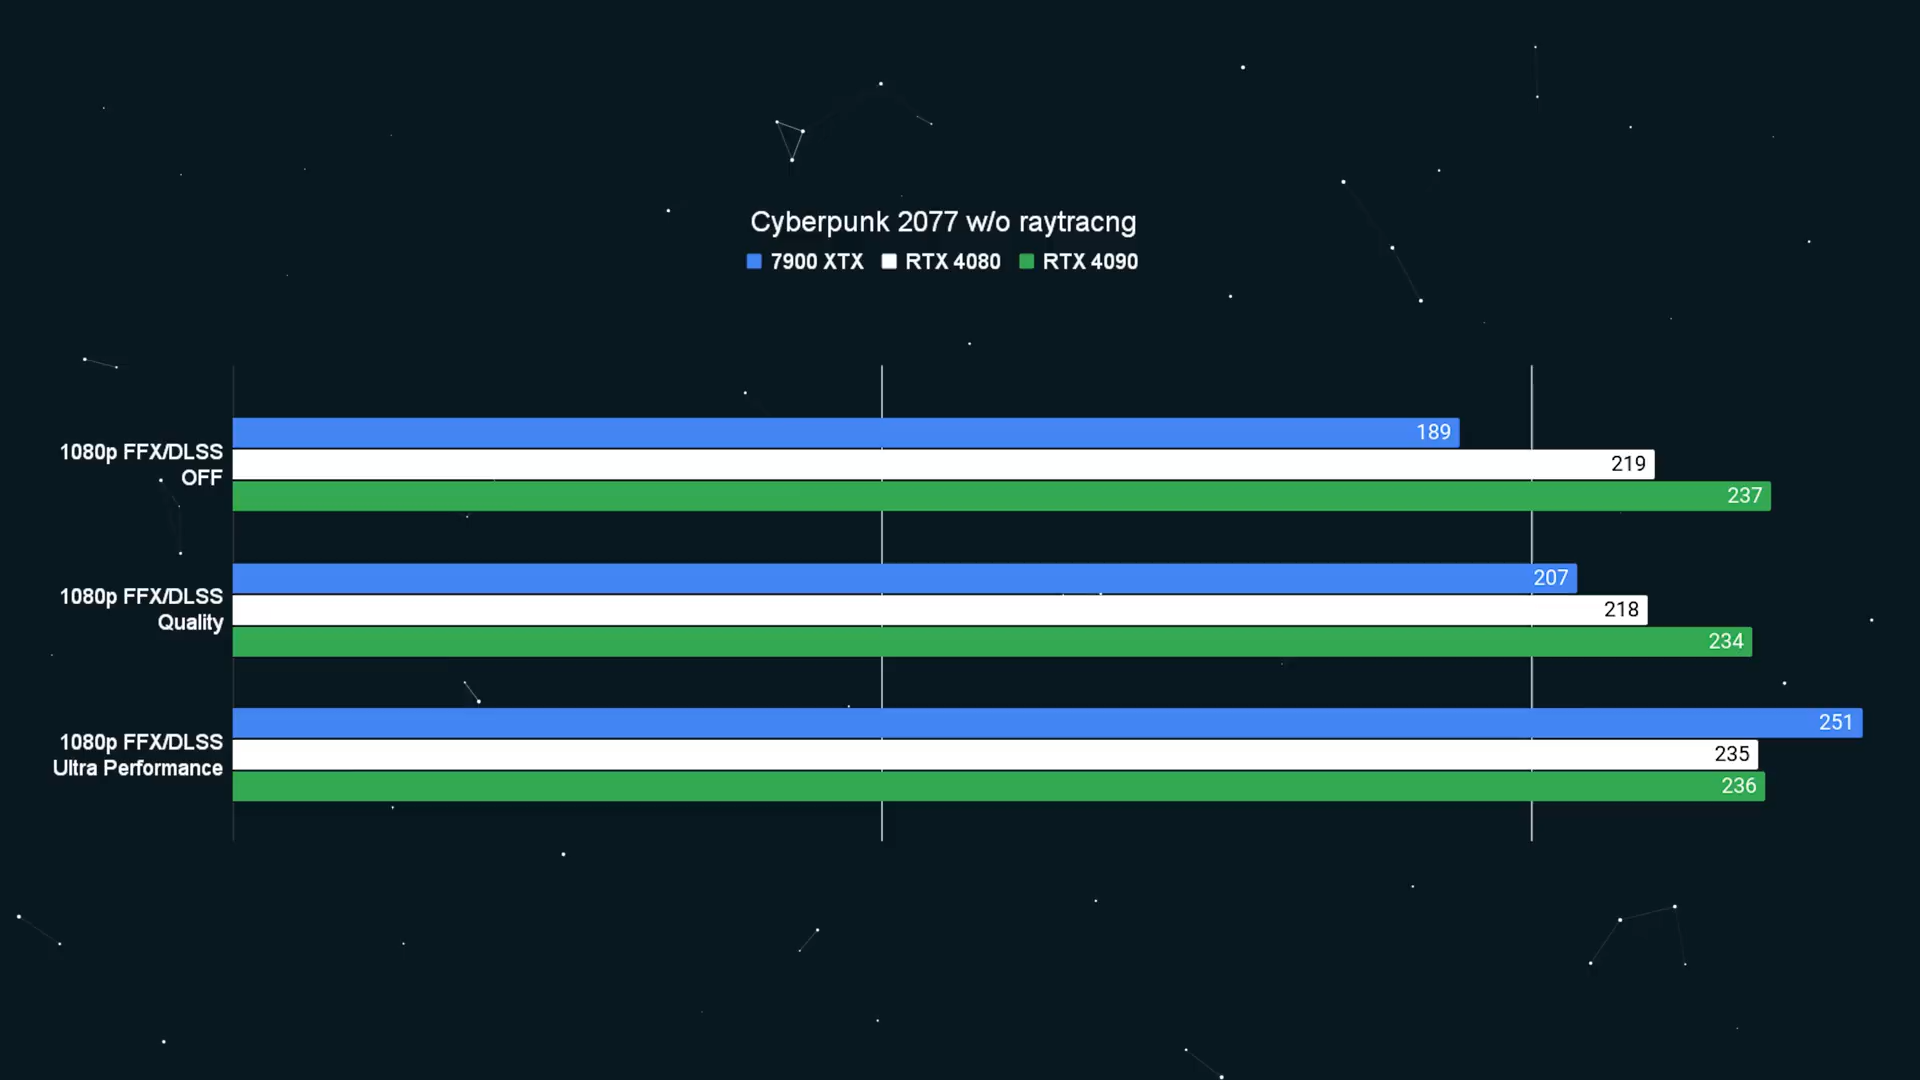 Cyberpunk 2077 w/o raytracng
7900 XTX RTX 4080 RTX 4090
1080p FFX/DLSS
OFF
189
219
237
1080p FFX/DLSS
Quality
207
218
234
1080p FFX/DLSS
Ultra Performance
251
235
236